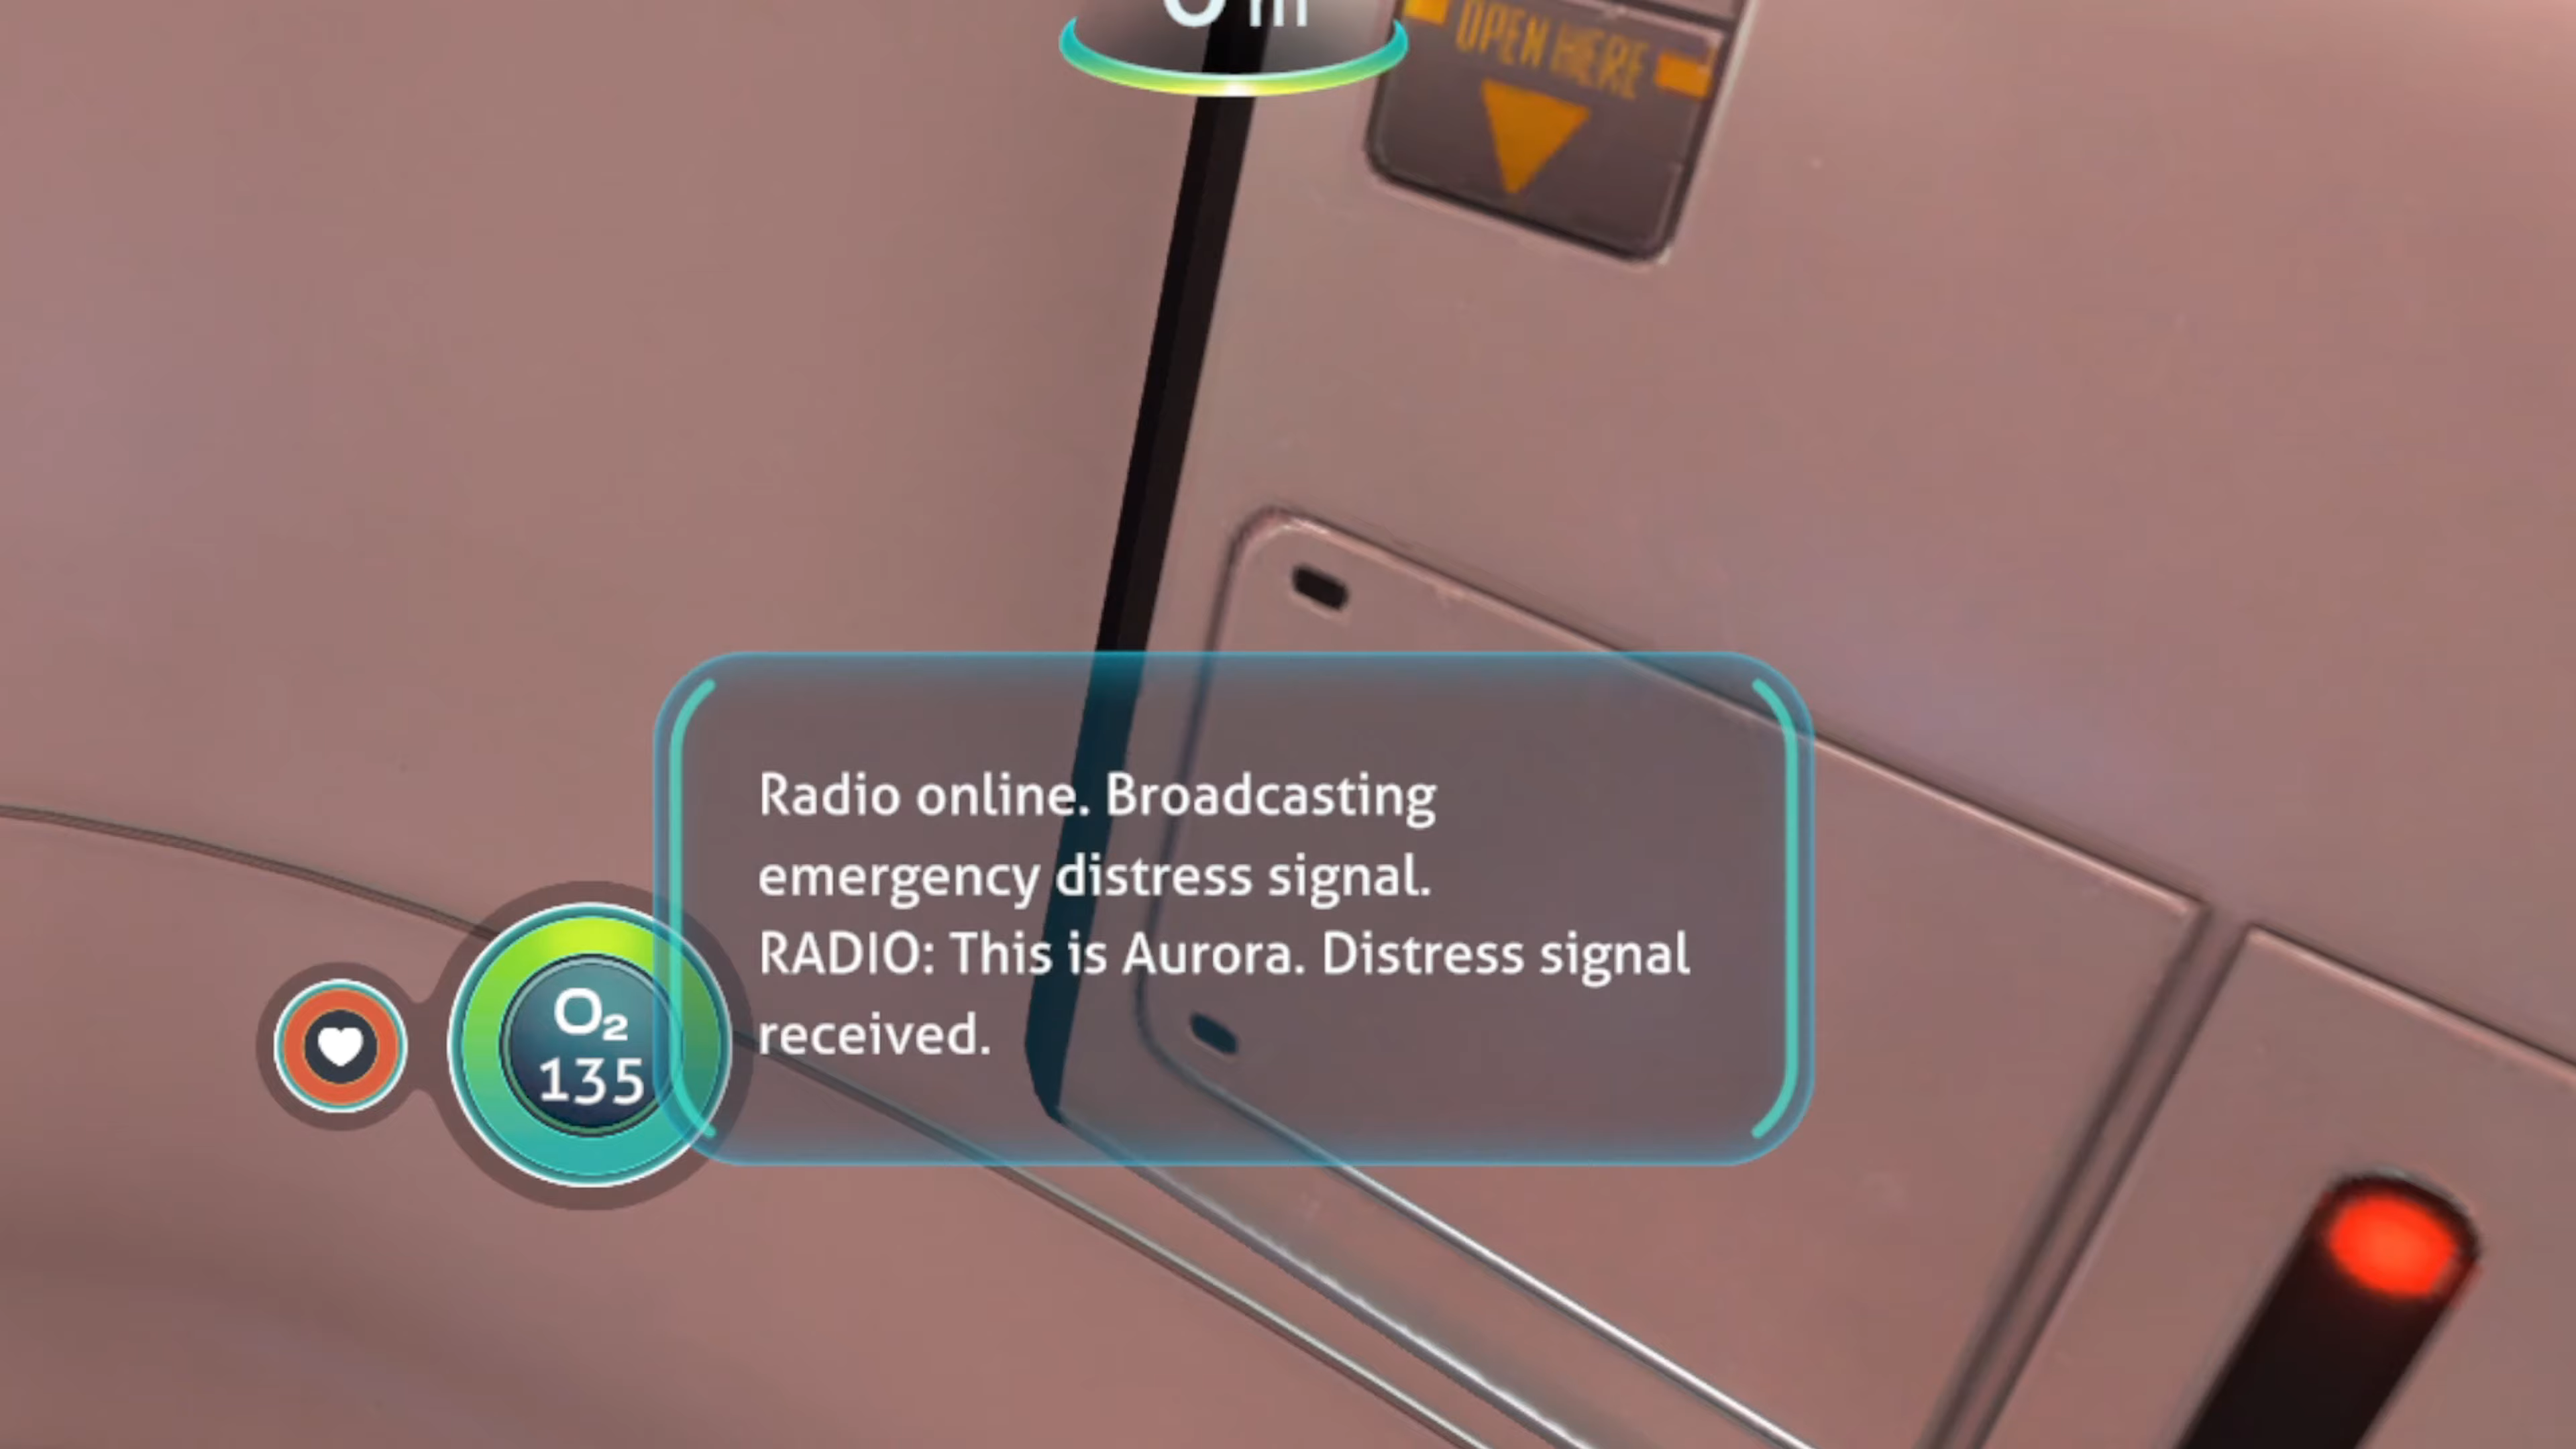 OPEN HERE
Radio online. Broadcasting
emergency distress signal.
RADIO: This is Aurora. Distress signal
received.
O₂
135